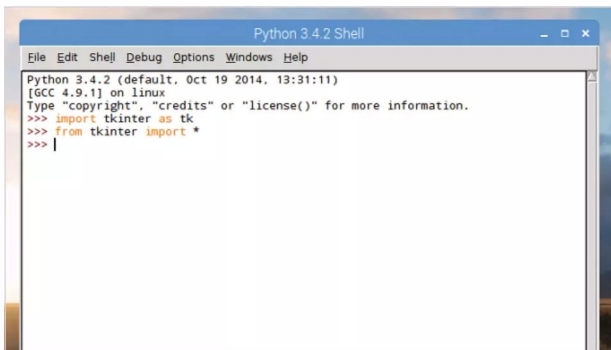 Python 3.4.2 Shell
File Edit Shell Debug Options Windows Help
Python 3.4.2 (default, Oct 19 2014, 13:31:11)
[GCC 4.9.1] on linux
Type "copyright", "credits" or "license()" for more information.
>>> import tkinter as tk
>>> from tkinter import *
>>>